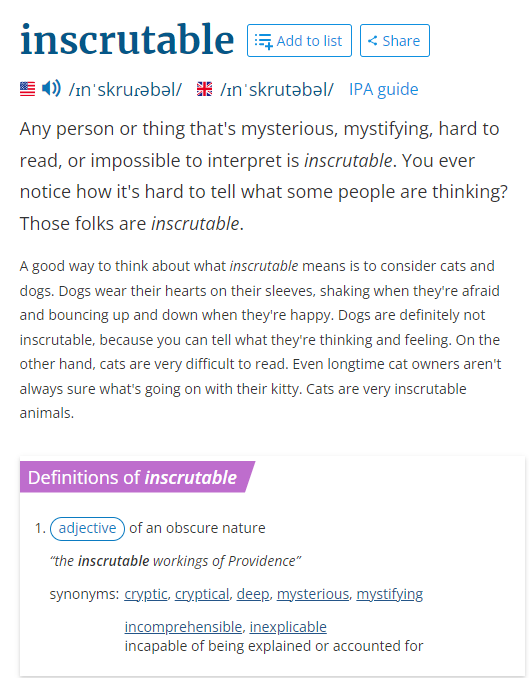 inscrutable Add to list Share
/ɪnˈskruɾəbəl/ /ɪnˈskrutəbəl/ IPA guide
Any person or thing that's mysterious, mystifying, hard to
read, or impossible to interpret is inscrutable. You ever
notice how it's hard to tell what some people are thinking?
Those folks are inscrutable.
A good way to think about what inscrutable means is to consider cats and
dogs. Dogs wear their hearts on their sleeves, shaking when they're afraid
and bouncing up and down when they're happy. Dogs are definitely not
inscrutable, because you can tell what they're thinking and feeling. On the
other hand, cats are very difficult to read. Even longtime cat owners aren't
always sure what's going on with their kitty. Cats are very inscrutable
animals.
Definitions of inscrutable
1. adjective of an obscure nature
“the inscrutable workings of Providence”
synonyms: cryptic, cryptical, deep, mysterious, mystifying
incomprehensible, inexplicable
incapable of being explained or accounted for